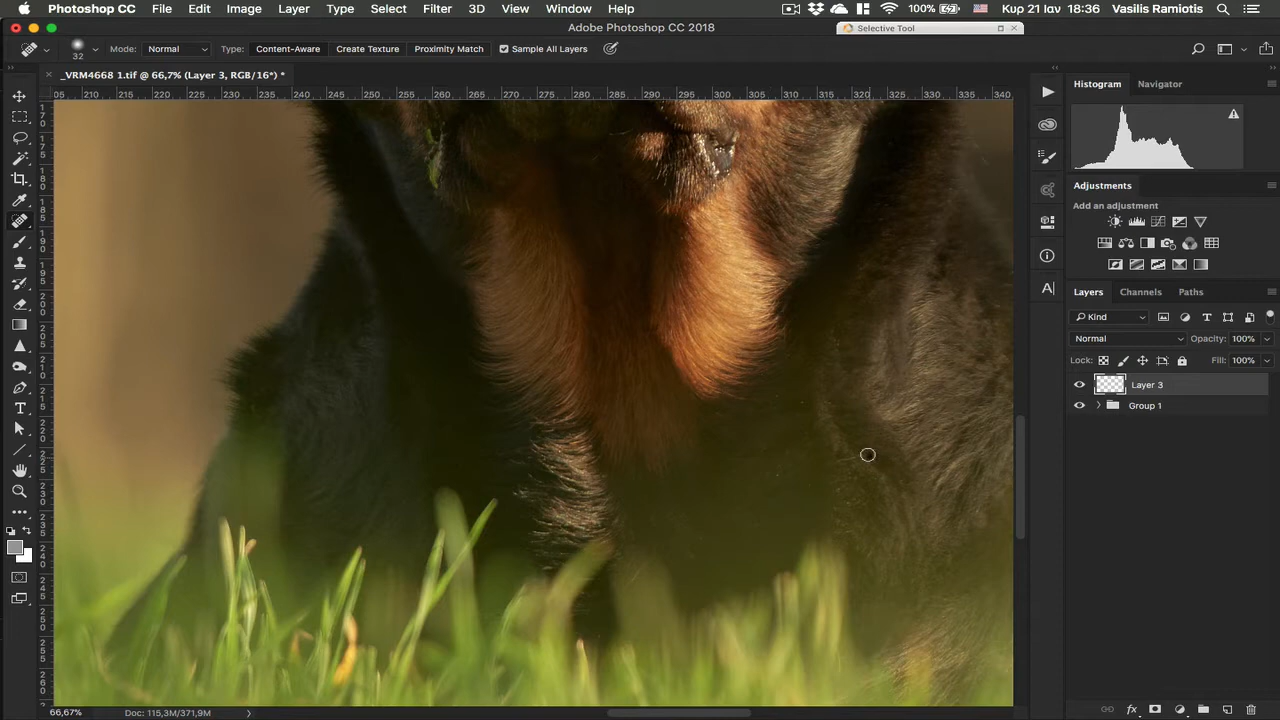 Photoshop File Edit Image Layer Type Select Filter 3D View Window Help 100% Κυρ 21 Ιαν 18:36 Vasilis Ramiotis
Adobe Photoshop CC 2018
Selective Tool
32 Mode: Normal Type: Content-Aware Create Texture Proximity Match Sample All Layers
_VRM4668 1.tif @ 66,7% (Layer 3, RGB/16*) *
05 210 215 220 225 230 235 240 245 250 255 260 265 270 275 280 285 290 295 300 305 310 315 320 325 330 335 340
Histogram Navigator
Adjustments
Add an adjustment
Layers Channels Paths
Kind
Normal Opacity: 100%
Lock: Fill: 100%
Layer 3
Group 1
66,67% Doc: 115,3M/371,9M